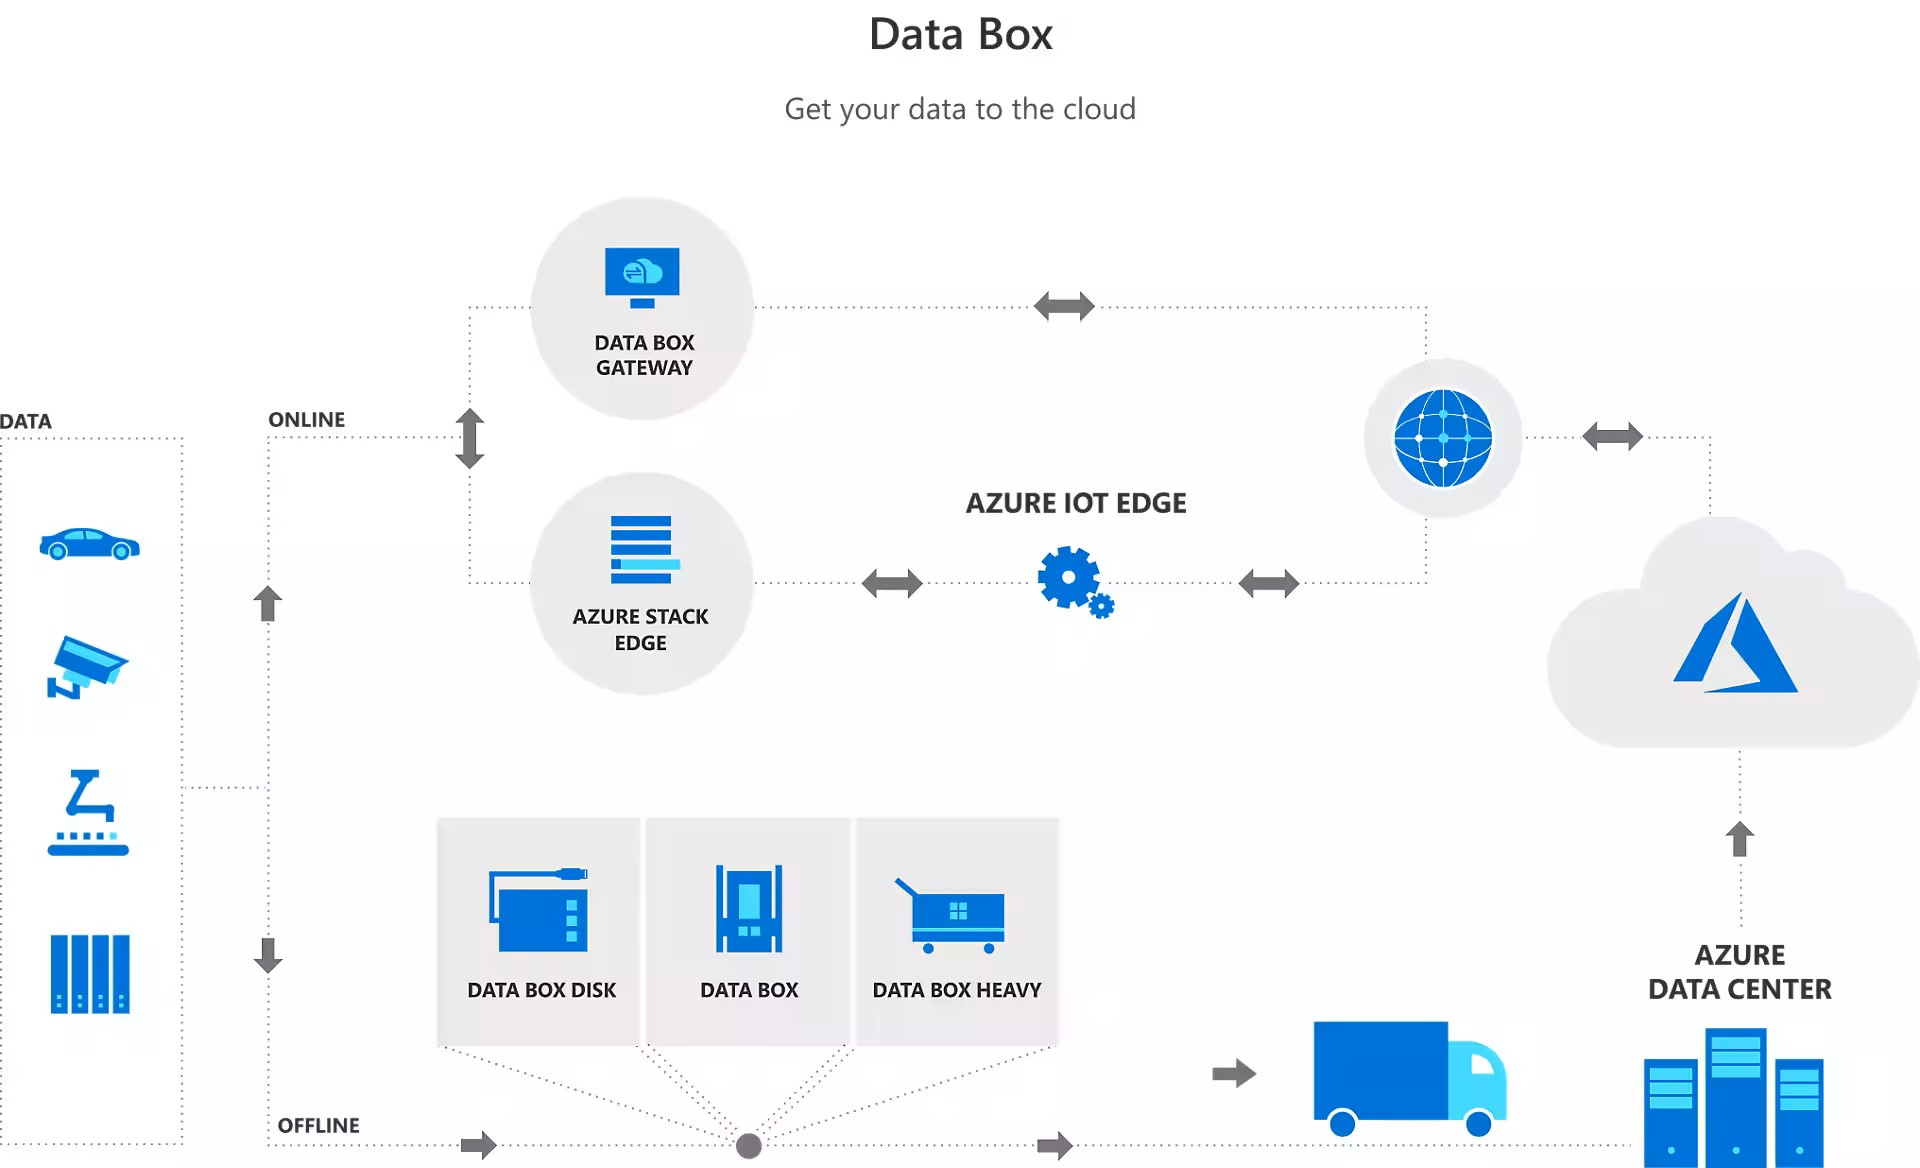 Data Box
Get your data to the cloud
DATA BOX
GATEWAY
DATA
ONLINE
AZURE IOT EDGE
AZURE STACK
EDGE
DATA BOX DISK
DATA BOX
DATA BOX HEAVY
AZURE
DATA CENTER
OFFLINE